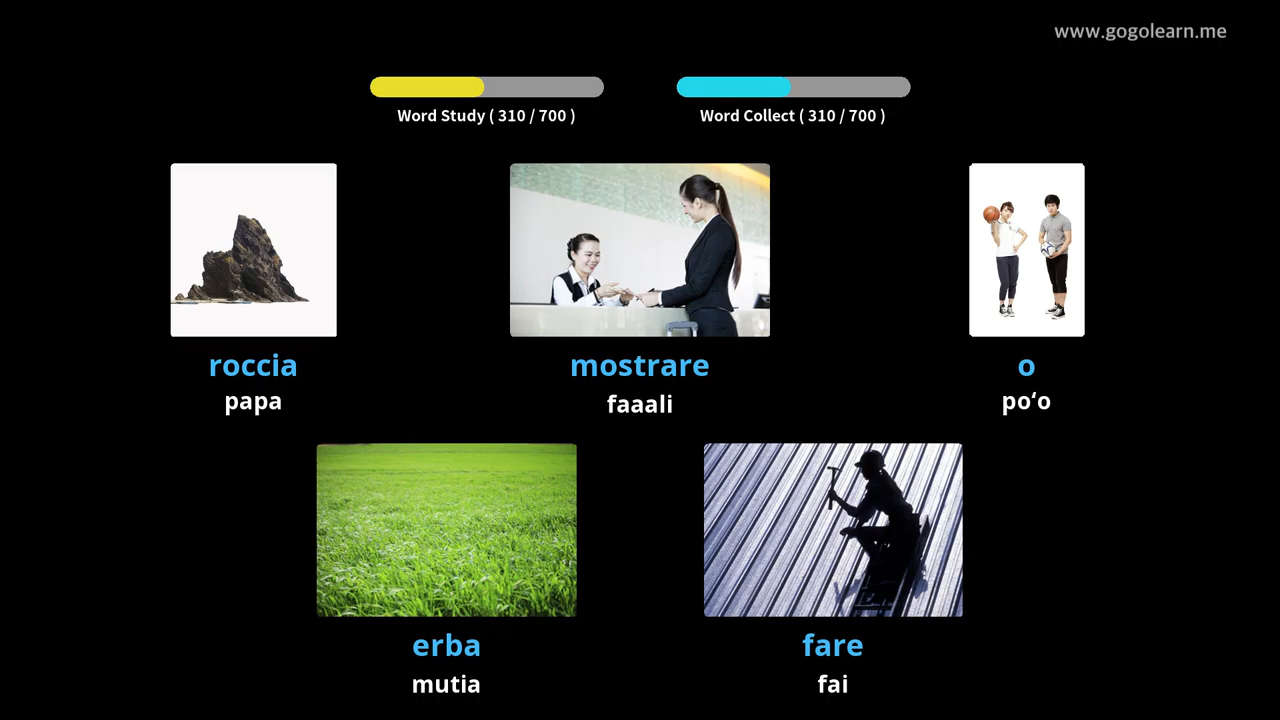 www.gogolearn.me
Word Study ( 310 / 700 )
Word Collect ( 310 / 700 )
roccia
papa
mostrare
faaali
o
poʻo
erba
mutia
fare
fai